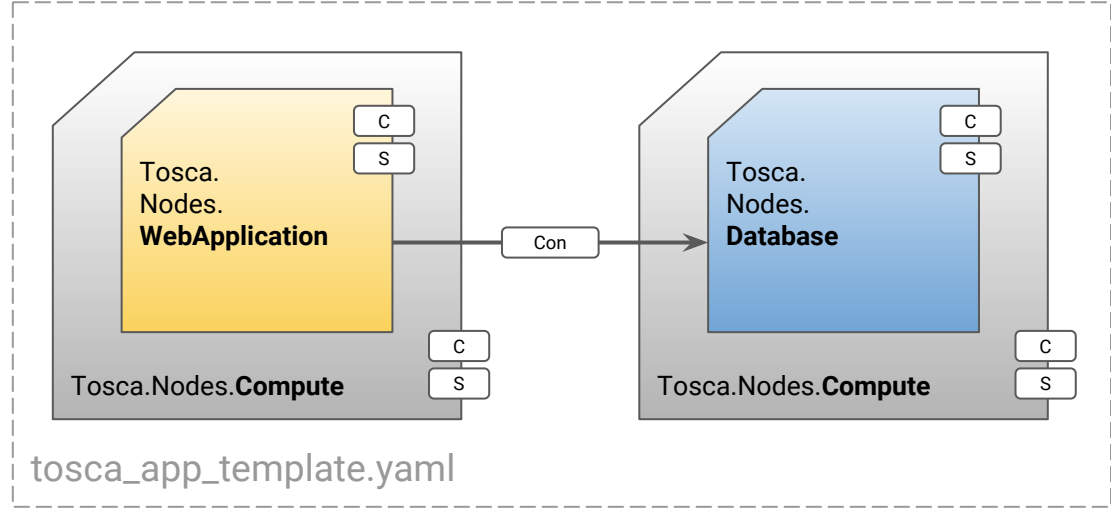 C
S
Tosca.
Nodes.
WebApplication
C
S
Tosca.Nodes.Compute
Con
C
S
Tosca.
Nodes.
Database
C
S
Tosca.Nodes.Compute
tosca_app_template.yaml